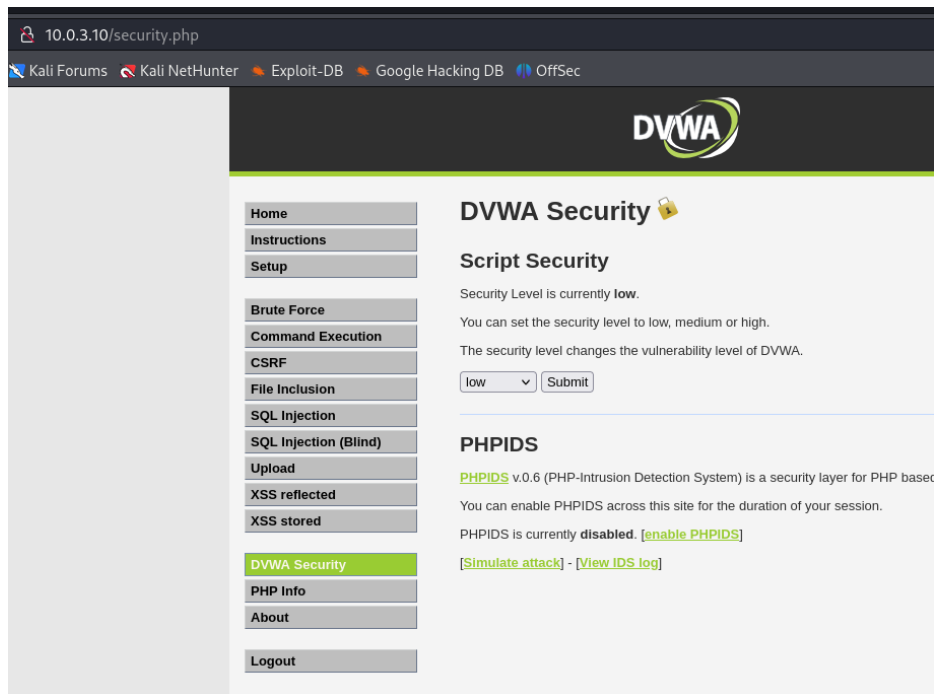 10.0.3.10/security.php
Kali Forums Kali NetHunter Exploit-DB Google Hacking DB OffSec
DVWA
Home
Instructions
Setup
Brute Force
Command Execution
CSRF
File Inclusion
SQL Injection
SQL Injection (Blind)
Upload
XSS reflected
XSS stored
DVWA Security
PHP Info
About
Logout
DVWA Security
Script Security
Security Level is currently low.
You can set the security level to low, medium or high.
The security level changes the vulnerability level of DVWA.
low Submit
PHPIDS
PHPIDS v.0.6 (PHP-Intrusion Detection System) is a security layer for PHP based
You can enable PHPIDS across this site for the duration of your session.
PHPIDS is currently disabled. [enable PHPIDS]
[Simulate attack] - [View IDS log]